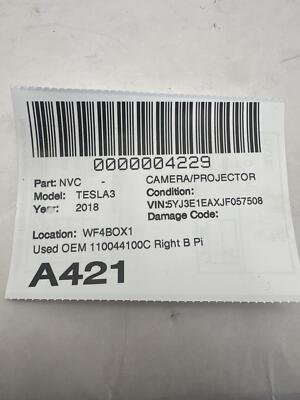 0000004229
Part: NVC - CAMERA/PROJECTOR
Model: TESLA3 Condition:
Year: 2018 VIN:5YJ3E1EAXJF057508
Damage Code:
Location: WF4BOX1
Used OEM 110044100C Right B Pi
A421